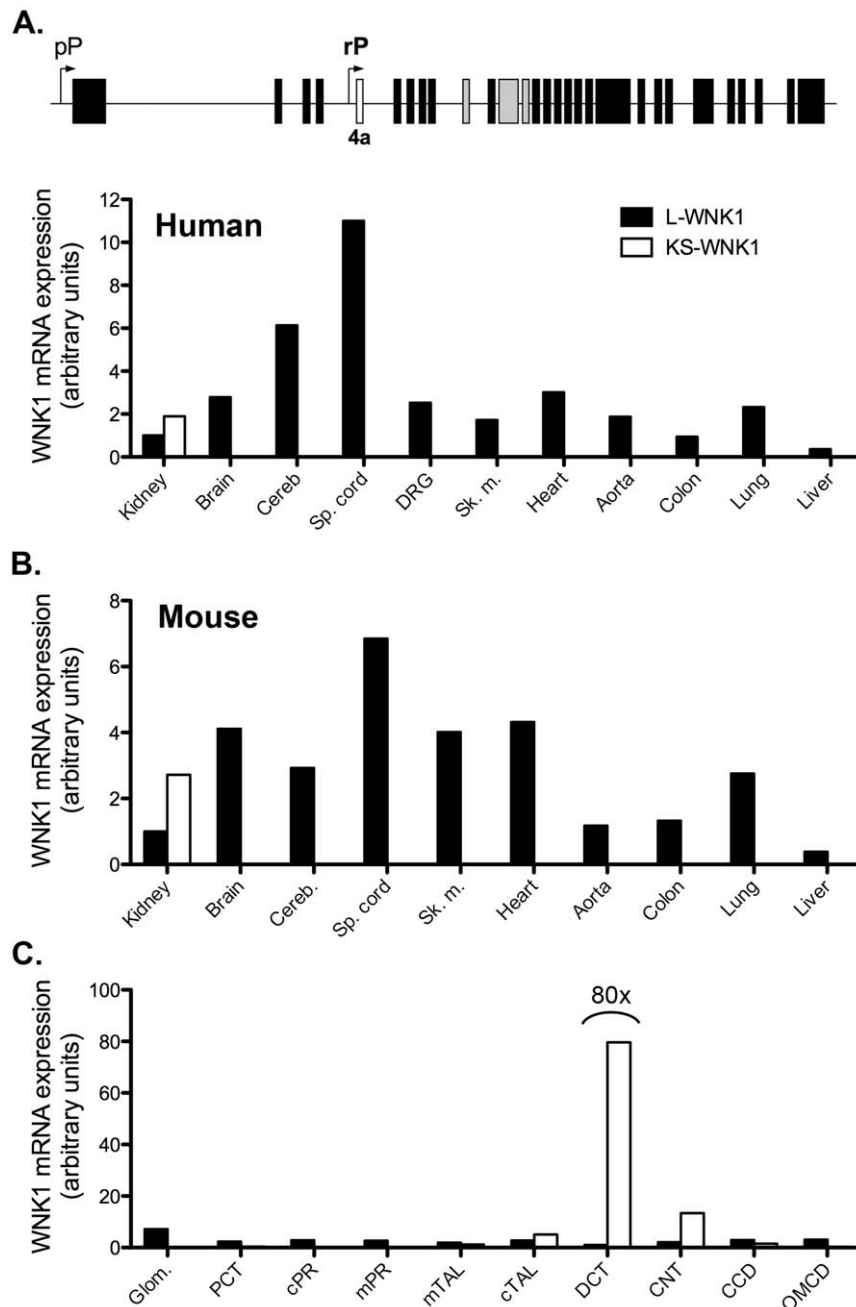 A.
pP
rP
4a
WNK1 mRNA expression
(arbitrary units)
12
10
8
6
4
2
0
Human
L-WNK1
KS-WNK1
Kidney
Brain
Cereb
Sp. cord
DRG
Sk. m.
Heart
Aorta
Colon
Lung
Liver
B.
WNK1 mRNA expression
(arbitrary units)
8
6
4
2
0
Mouse
Kidney
Brain
Cereb.
Sp. cord
Sk. m.
Heart
Aorta
Colon
Lung
Liver
C.
WNK1 mRNA expression
(arbitrary units)
100
80
60
40
20
0
80x
Glom.
PCT
cPR
mPR
mTAL
cTAL
DCT
CNT
CCD
OMCD